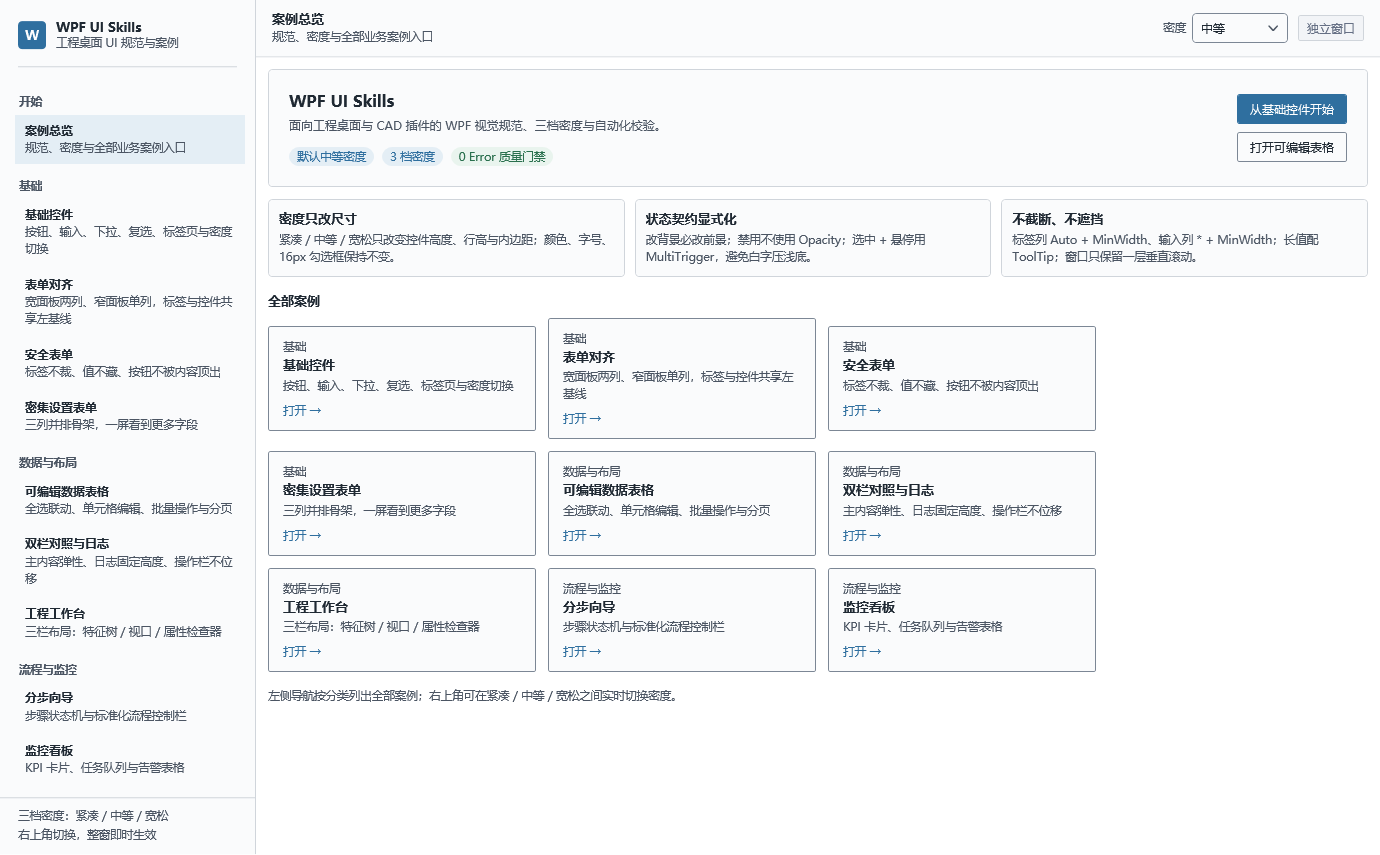 W
WPF UI Skills
工程桌面 UI 规范与案例
开始
案例总览
规范、密度与全部业务案例入口
基础
基础控件
按钮、输入、下拉、复选、标签页与密度
切换
表单对齐
宽面板两列、窄面板单列，标签与控件共
享左基线
安全表单
标签不裁、值不藏、按钮不被内容顶出
密集设置表单
三列并排骨架，一屏看到更多字段
数据与布局
可编辑数据表格
全选联动、单元格编辑、批量操作与分页
双栏对照与日志
主内容弹性、日志固定高度、操作栏不位
移
工程工作台
三栏布局：特征树 / 视口 / 属性检查器
流程与监控
分步向导
步骤状态机与标准化流程控制栏
监控看板
KPI 卡片、任务队列与告警表格
三档密度：紧凑 / 中等 / 宽松
右上角切换，整窗即时生效
案例总览
规范、密度与全部业务案例入口
密度
中等
独立窗口
WPF UI Skills
面向工程桌面与 CAD 插件的 WPF 视觉规范、三档密度与自动化校验。
默认中等密度
3 档密度
0 Error 质量门禁
从基础控件开始
打开可编辑表格
密度只改尺寸
紧凑 / 中等 / 宽松只改变控件高度、行高与内边距；颜色、字号、
16px 勾选框保持不变。
状态契约显式化
改背景必改前景；禁用不使用 Opacity；选中 + 悬停用
MultiTrigger，避免白字压浅底。
不截断、不遮挡
标签列 Auto + MinWidth、输入列 * + MinWidth；长值配
ToolTip；窗口只保留一层垂直滚动。
全部案例
基础
基础控件
按钮、输入、下拉、复选、标签页与密度切换
打开 →
基础
表单对齐
宽面板两列、窄面板单列，标签与控件共享左
基线
打开 →
基础
安全表单
标签不裁、值不藏、按钮不被内容顶出
打开 →
基础
密集设置表单
三列并排骨架，一屏看到更多字段
打开 →
数据与布局
可编辑数据表格
全选联动、单元格编辑、批量操作与分页
打开 →
数据与布局
双栏对照与日志
主内容弹性、日志固定高度、操作栏不位移
打开 →
数据与布局
工程工作台
三栏布局：特征树 / 视口 / 属性检查器
打开 →
流程与监控
分步向导
步骤状态机与标准化流程控制栏
打开 →
流程与监控
监控看板
KPI 卡片、任务队列与告警表格
打开 →
左侧导航按分类列出全部案例；右上角可在紧凑 / 中等 / 宽松之间实时切换密度。